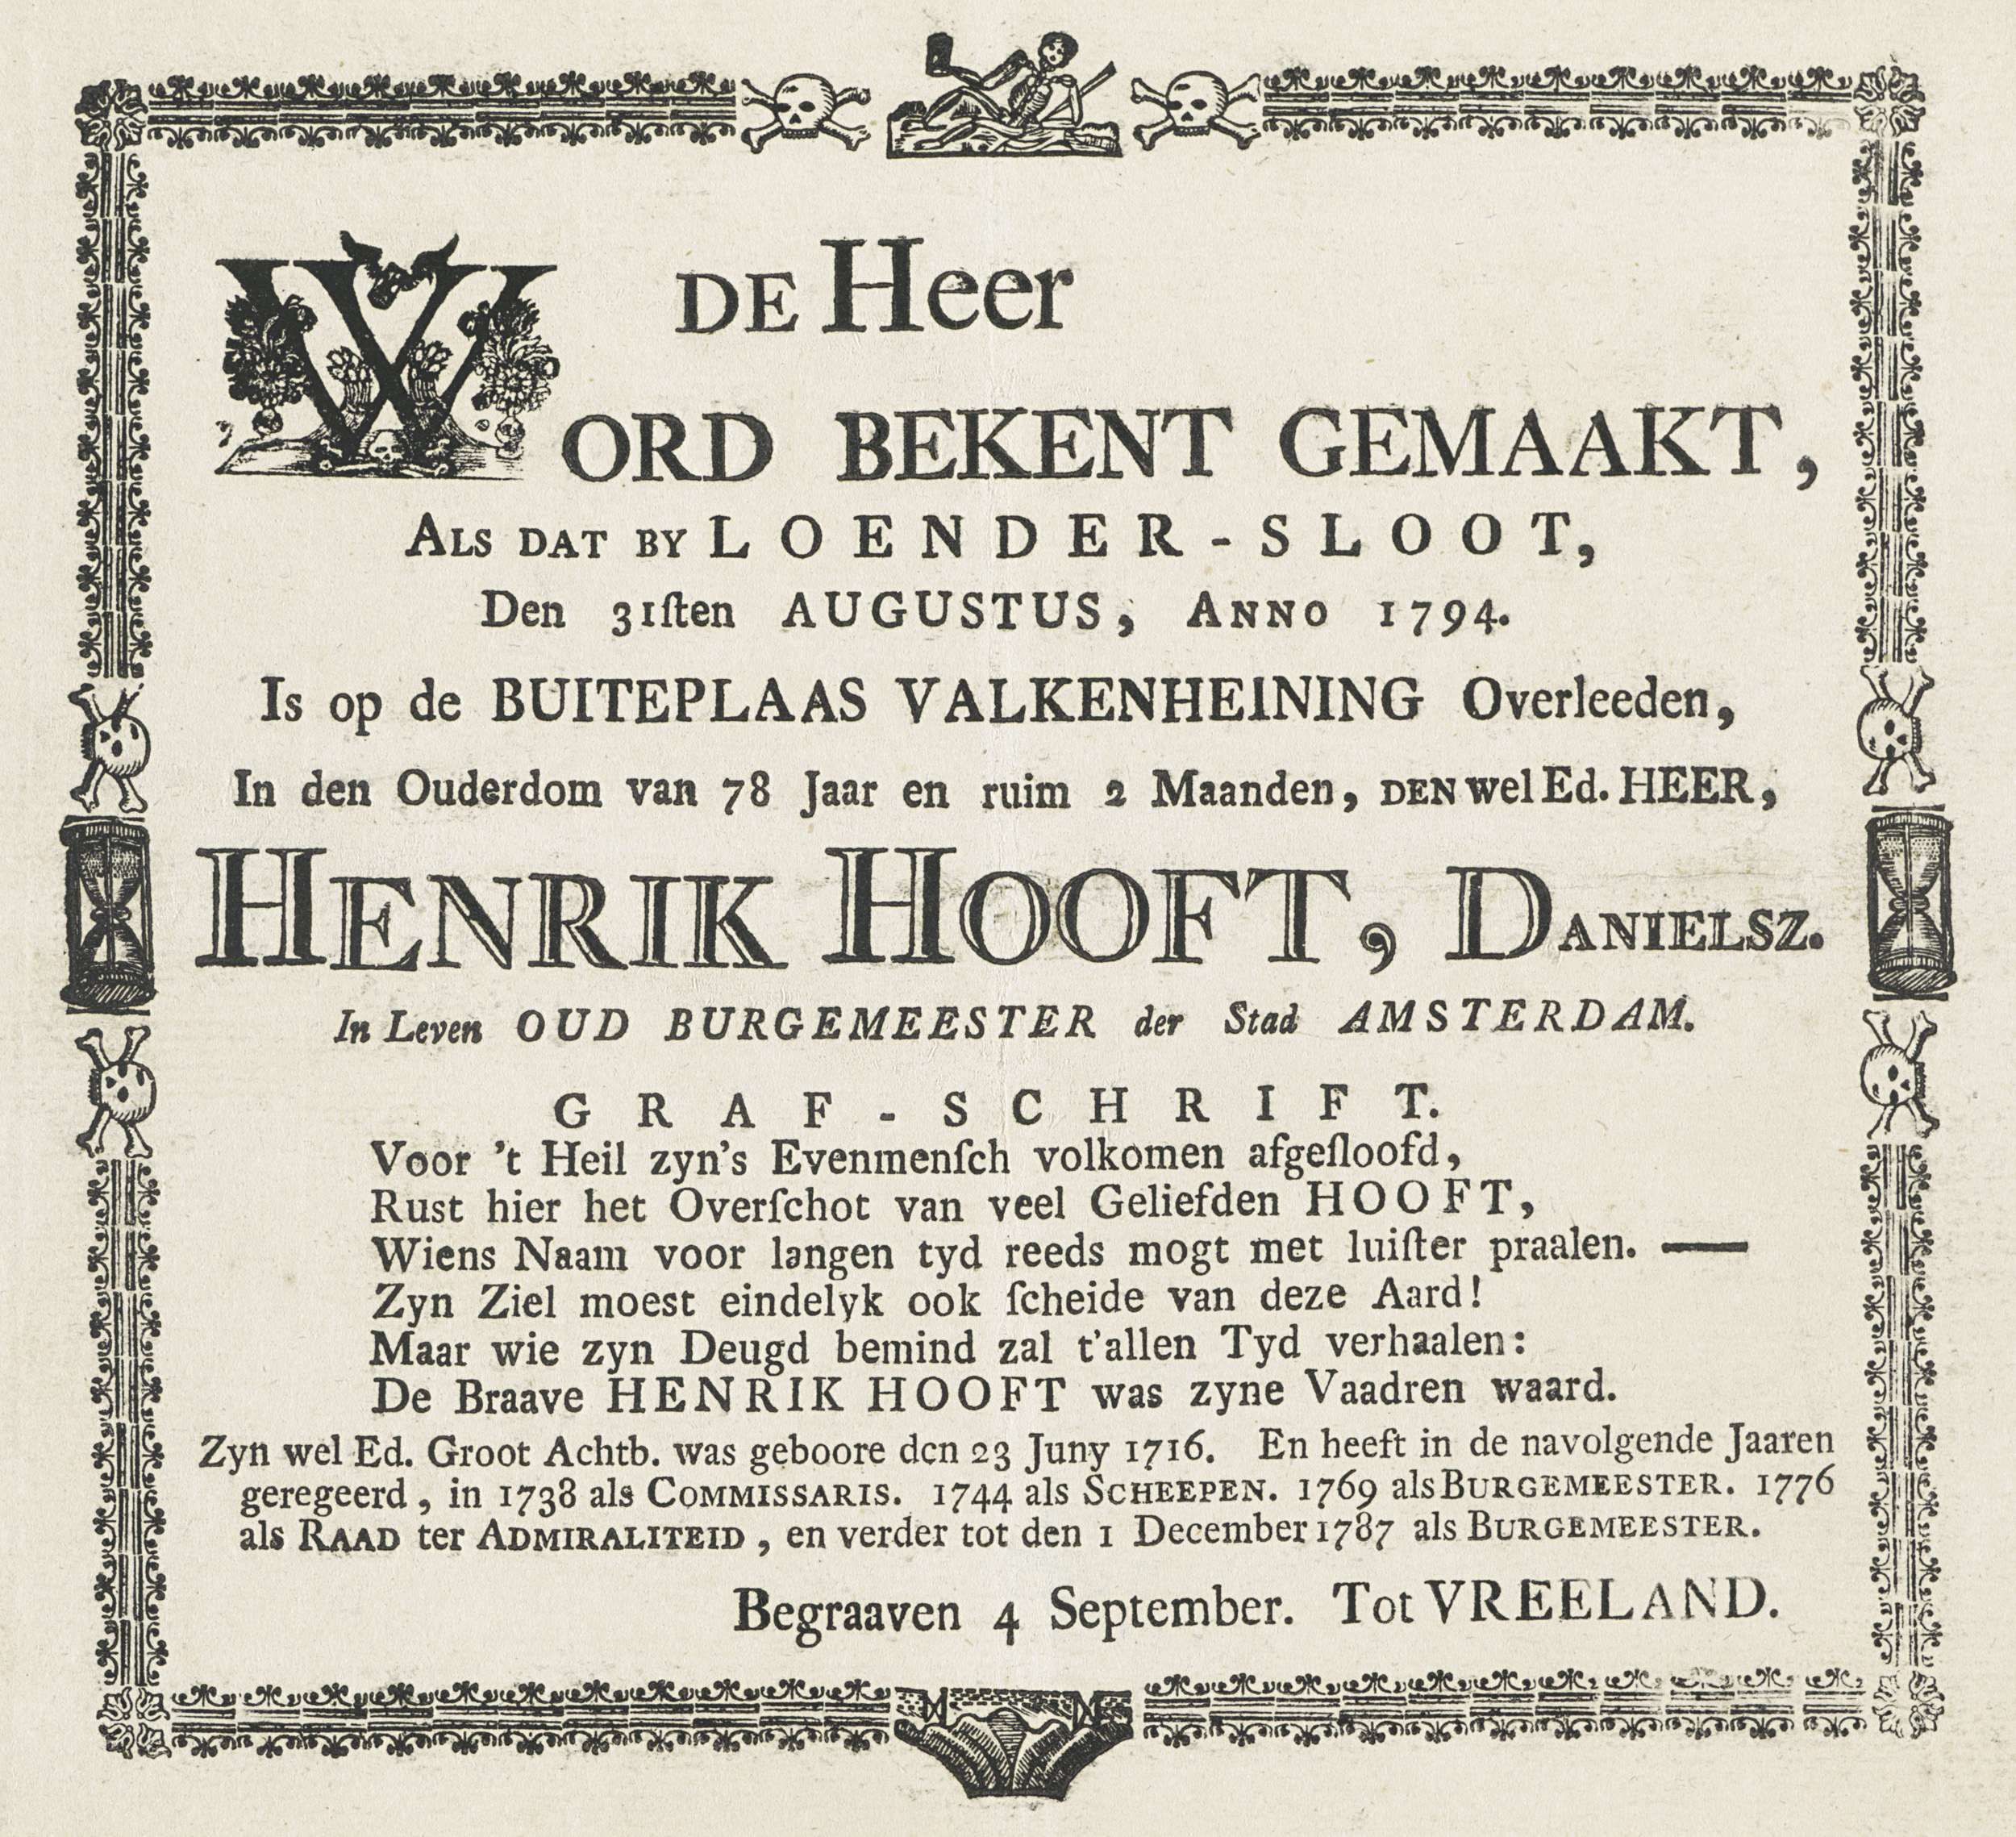 DE Heer
WORD BEKENT GEMAAKT,
ALS DAT BY LOENDER-SLOOT,
Den 31ſten AUGUSTUS, ANNO 1794.
Is op de BUITEPLAAS VALKENHEINING Overleeden,
In den Ouderdom van 78 Jaar en ruim 2 Maanden, DEN wel Ed. HEER,
HENRIK HOOFT, DANIELSZ.
In Leven OUD BURGEMEESTER der Stad AMSTERDAM.
GRAF-SCHRIFT.
Voor 't Heil zyn's Evenmenſch volkomen afgeſloofd,
Rust hier het Overſchot van veel Geliefden HOOFT,
Wiens Naam voor langen tyd reeds mogt met luiſter praalen. —
Zyn Ziel moest eindelyk ook ſcheide van deze Aard!
Maar wie zyn Deugd bemind zal t'allen Tyd verhaalen:
De Braave HENRIK HOOFT was zyne Vaadren waard.
Zyn wel Ed. Groot Achtb. was geboore den 23 Juny 1716. En heeft in de navolgende Jaaren
geregeerd, in 1738 als COMMISSARIS. 1744 als SCHEEPEN. 1769 als BURGEMEESTER. 1776
als RAAD ter ADMIRALITEID, en verder tot den 1 December 1787 als BURGEMEESTER.
Begraaven 4 September. Tot VREELAND.